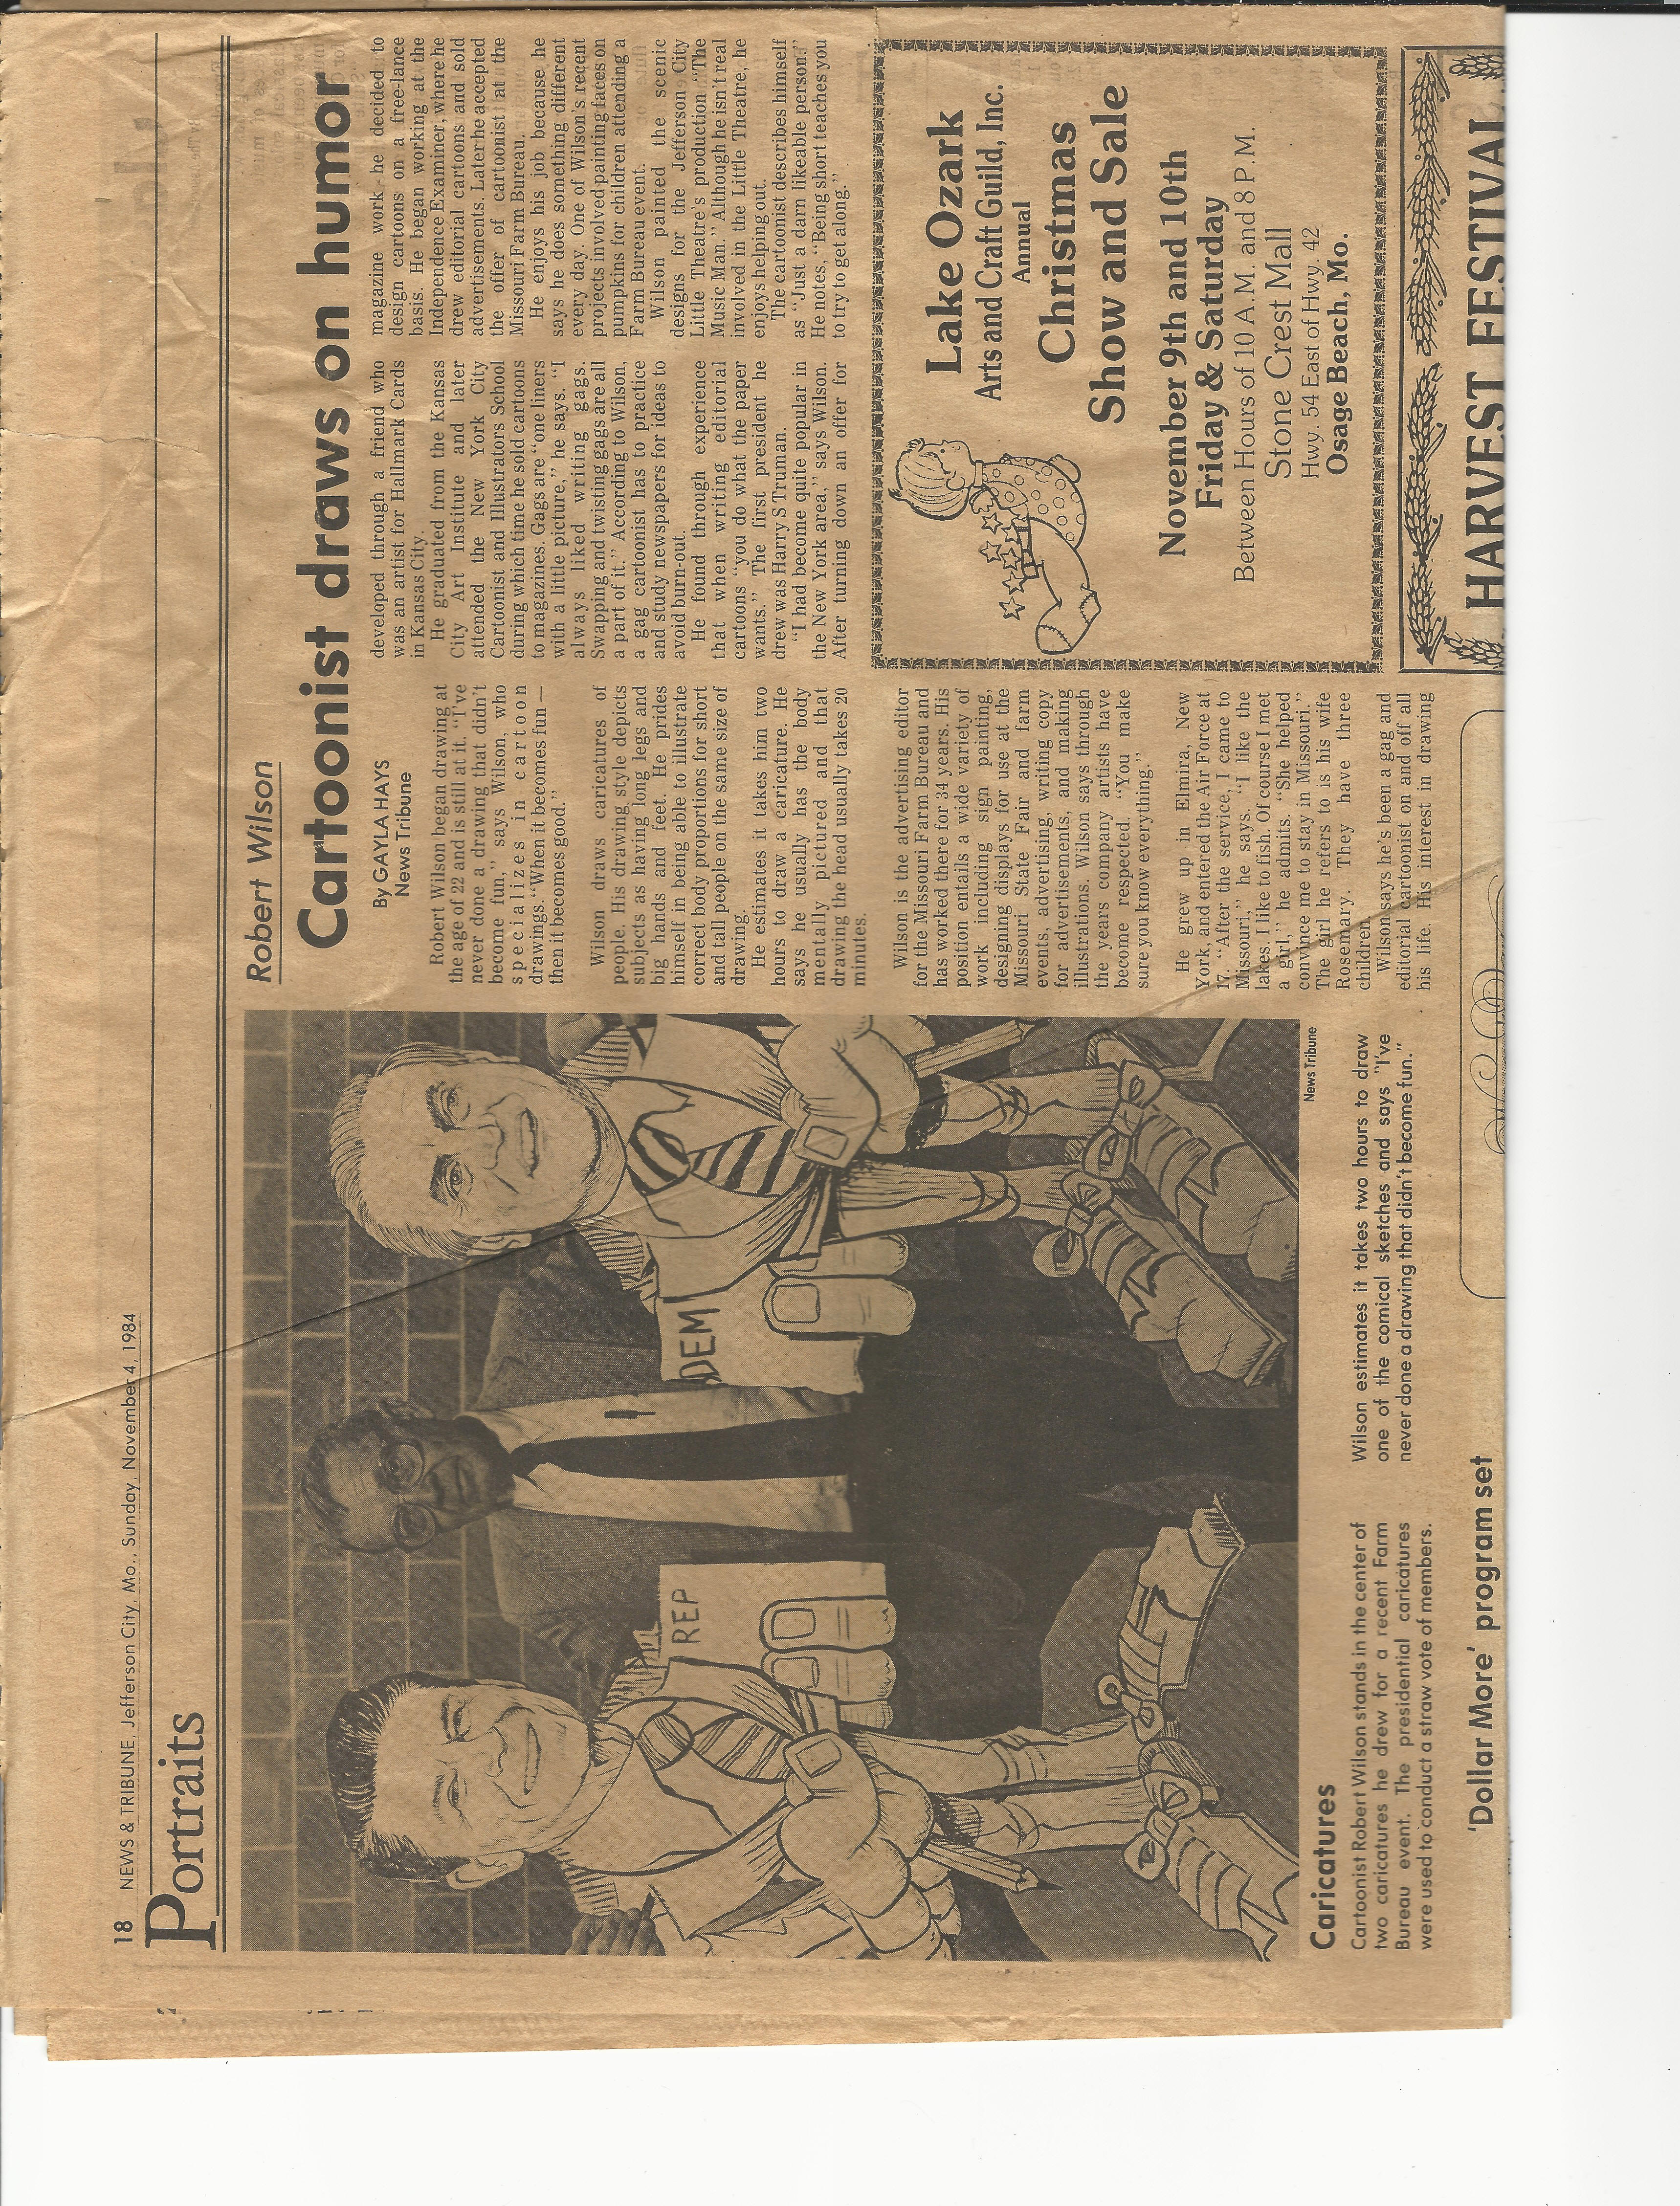 18 NEWS & TRIBUNE, Jefferson City, Mo., Sunday, November 4, 1984
Portraits
REP
DEM
News Tribune
Caricatures
Cartoonist Robert Wilson stands in the center of
two caricatures he drew for a recent Farm
Bureau event. The presidential caricatures
were used to conduct a straw vote of members.
Wilson estimates it takes two hours to draw
one of the comical sketches and says "I've
never done a drawing that didn't become fun."
'Dollar More' program set
Robert Wilson
Cartoonist draws on humor
By GAYLA HAYS
News Tribune
Robert Wilson began drawing at
the age of 22 and is still at it. "I've
never done a drawing that didn't
become fun," says Wilson, who
specializes in cartoon
drawings. "When it becomes fun —
then it becomes good."
Wilson draws caricatures of
people. His drawing style depicts
subjects as having long legs and
big hands and feet. He prides
himself in being able to illustrate
correct body proportions for short
and tall people on the same size of
drawing.
He estimates it takes him two
hours to draw a caricature. He
says he usually has the body
mentally pictured and that
drawing the head usually takes 20
minutes.
Wilson is the advertising editor
for the Missouri Farm Bureau and
has worked there for 34 years. His
position entails a wide variety of
work including sign painting,
designing displays for use at the
Missouri State Fair and farm
events, advertising, writing copy
for advertisements, and making
illustrations. Wilson says through
the years company artists have
become respected. "You make
sure you know everything."
He grew up in Elmira, New
York, and entered the Air Force at
17. "After the service, I came to
Missouri," he says. "I like the
lakes. I like to fish. Of course I met
a girl," he admits. "She helped
convince me to stay in Missouri."
The girl he refers to is his wife
Rosemary. They have three
children.
Wilson says he's been a gag and
editorial cartoonist on and off all
his life. His interest in drawing
developed through a friend who
was an artist for Hallmark Cards
in Kansas City.
He graduated from the Kansas
City Art Institute and later
attended the New York City
Cartoonist and Illustrators School
during which time he sold cartoons
to magazines. Gags are "one liners
with a little picture," he says. "I
always liked writing gags.
Swapping and twisting gags are all
a part of it." According to Wilson,
a gag cartoonist has to practice
and study newspapers for ideas to
avoid burn-out.
He found through experience
that when writing editorial
cartoons "you do what the paper
wants." The first president he
drew was Harry S Truman.
"I had become quite popular in
the New York area," says Wilson.
After turning down an offer for
magazine work - he decided to
design cartoons on a free-lance
basis. He began working at the
Independence Examiner, where he
drew editorial cartoons and sold
advertisements. Later he accepted
the offer of cartoonist at the
Missouri Farm Bureau.
He enjoys his job because he
says he does something different
every day. One of Wilson's recent
projects involved painting faces on
pumpkins for children attending a
Farm Bureau event.
Wilson painted the scenic
designs for the Jefferson City
Little Theatre's production "The
Music Man." Although he isn't real
involved in the Little Theatre, he
enjoys helping out.
The cartoonist describes himself
as "Just a darn likeable person."
He notes, "Being short teaches you
to try to get along."
Lake Ozark
Arts and Craft Guild, Inc.
Annual
Christmas
Show and Sale
November 9th and 10th
Friday & Saturday
Between Hours of 10 A.M. and 8 P.M.
Stone Crest Mall
Hwy. 54 East of Hwy. 42
Osage Beach, Mo.
HARVEST FESTIVAL